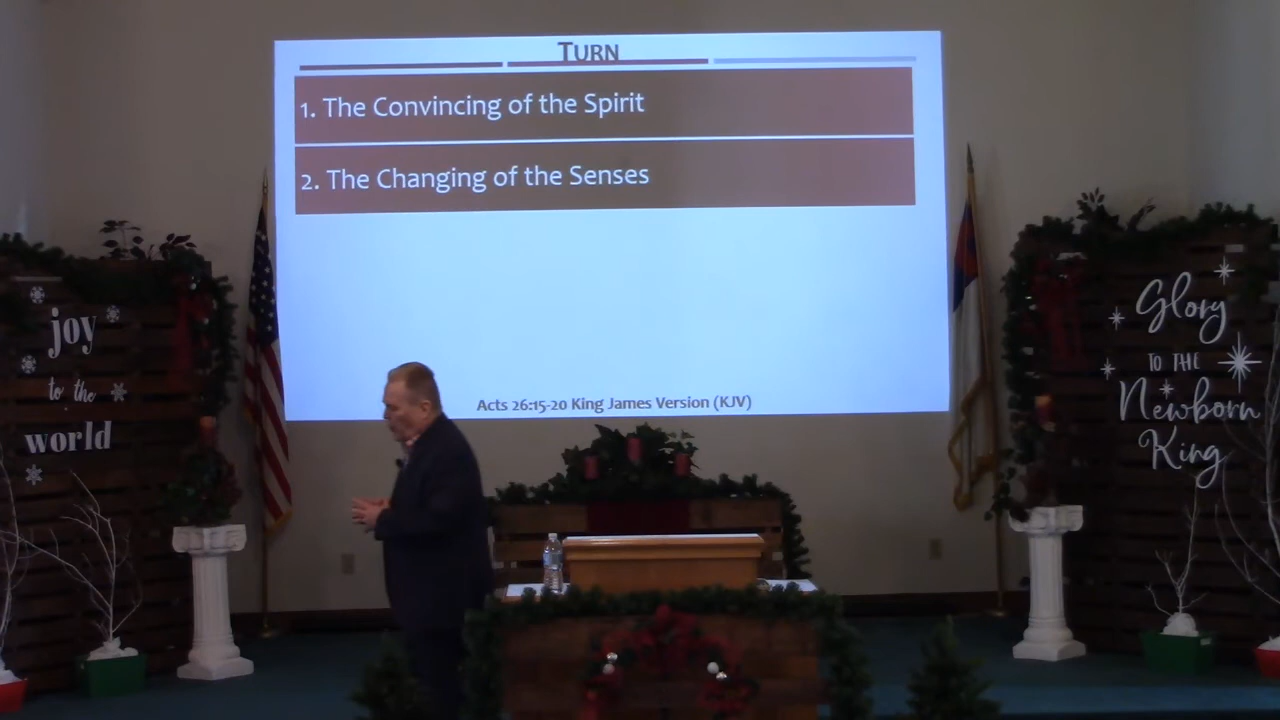 TURN
1. The Convincing of the Spirit
2. The Changing of the Senses
Acts 26:15-20 King James Version (KJV)
joy
to the
world
Glory
TO THE
Newborn
King